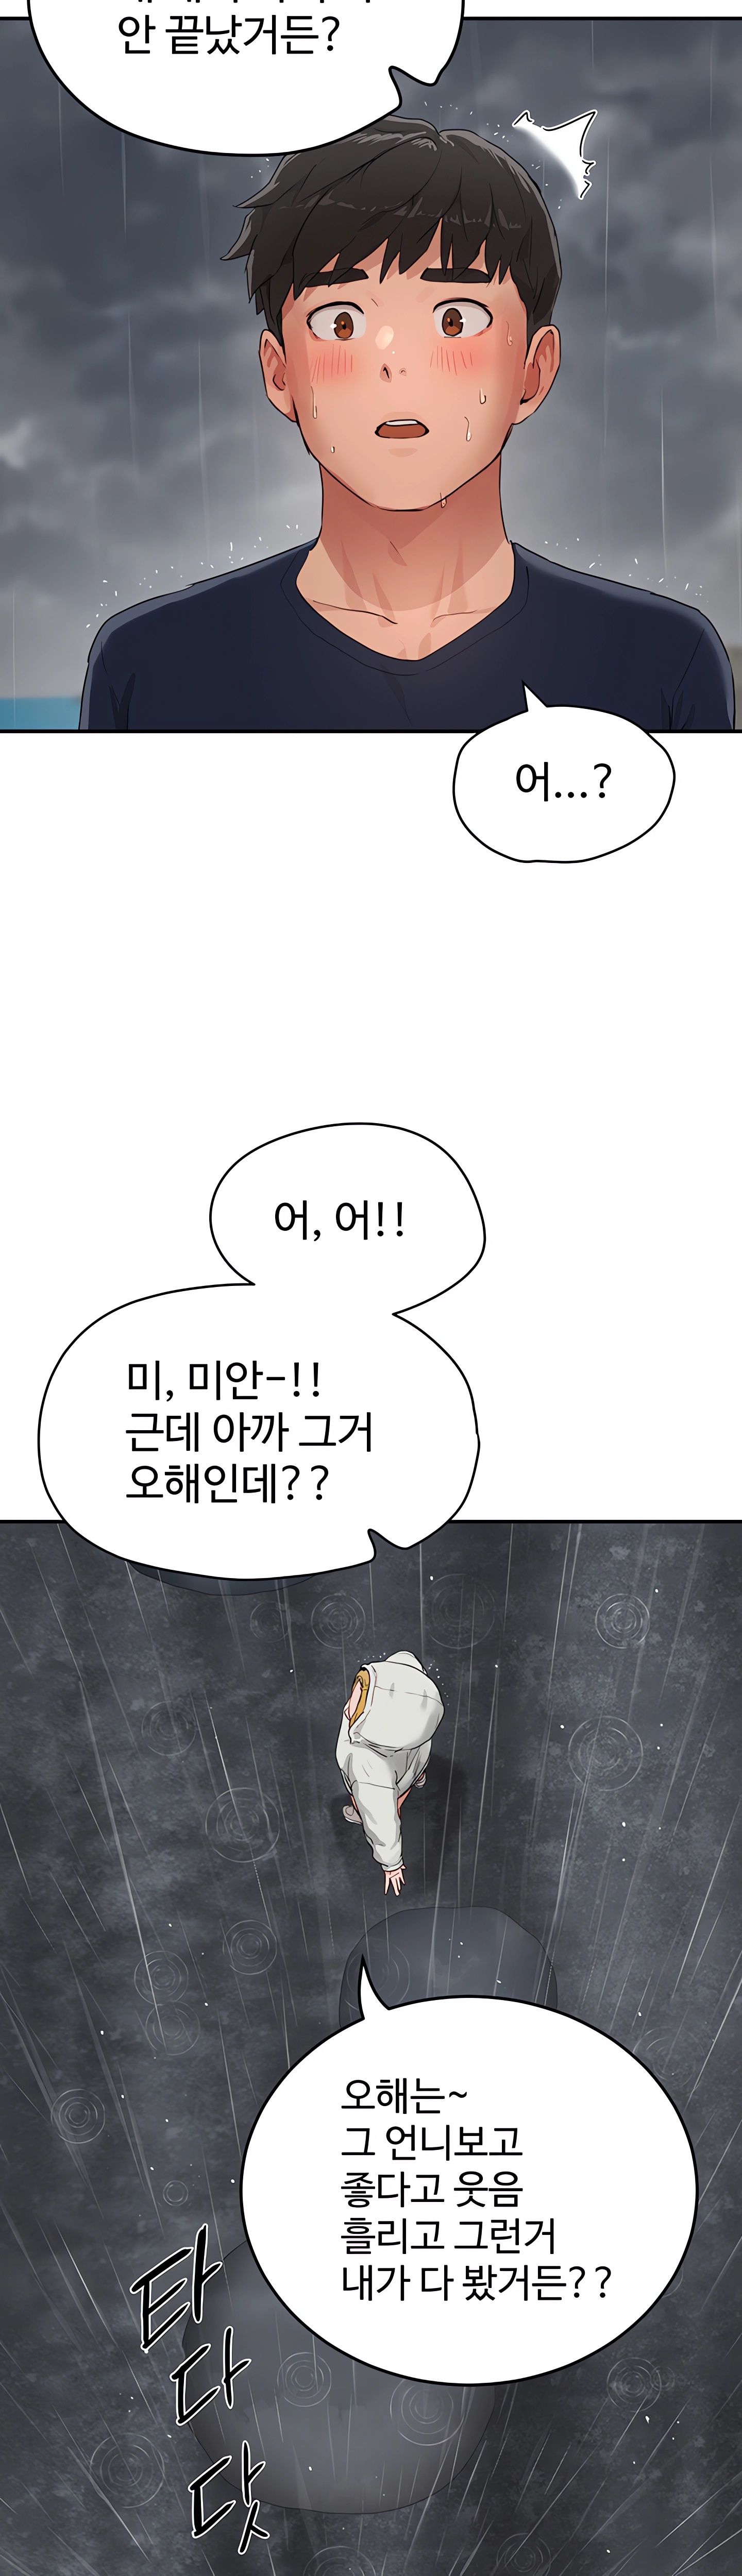 안 끝났거든?
어...?
어, 어!!
미, 미안-!!
근데 아까 그거
오해인데??
오해는~
그 언니보고
좋다고 웃음
흘리고 그런거
내가 다 봤거든??
타
다
닷